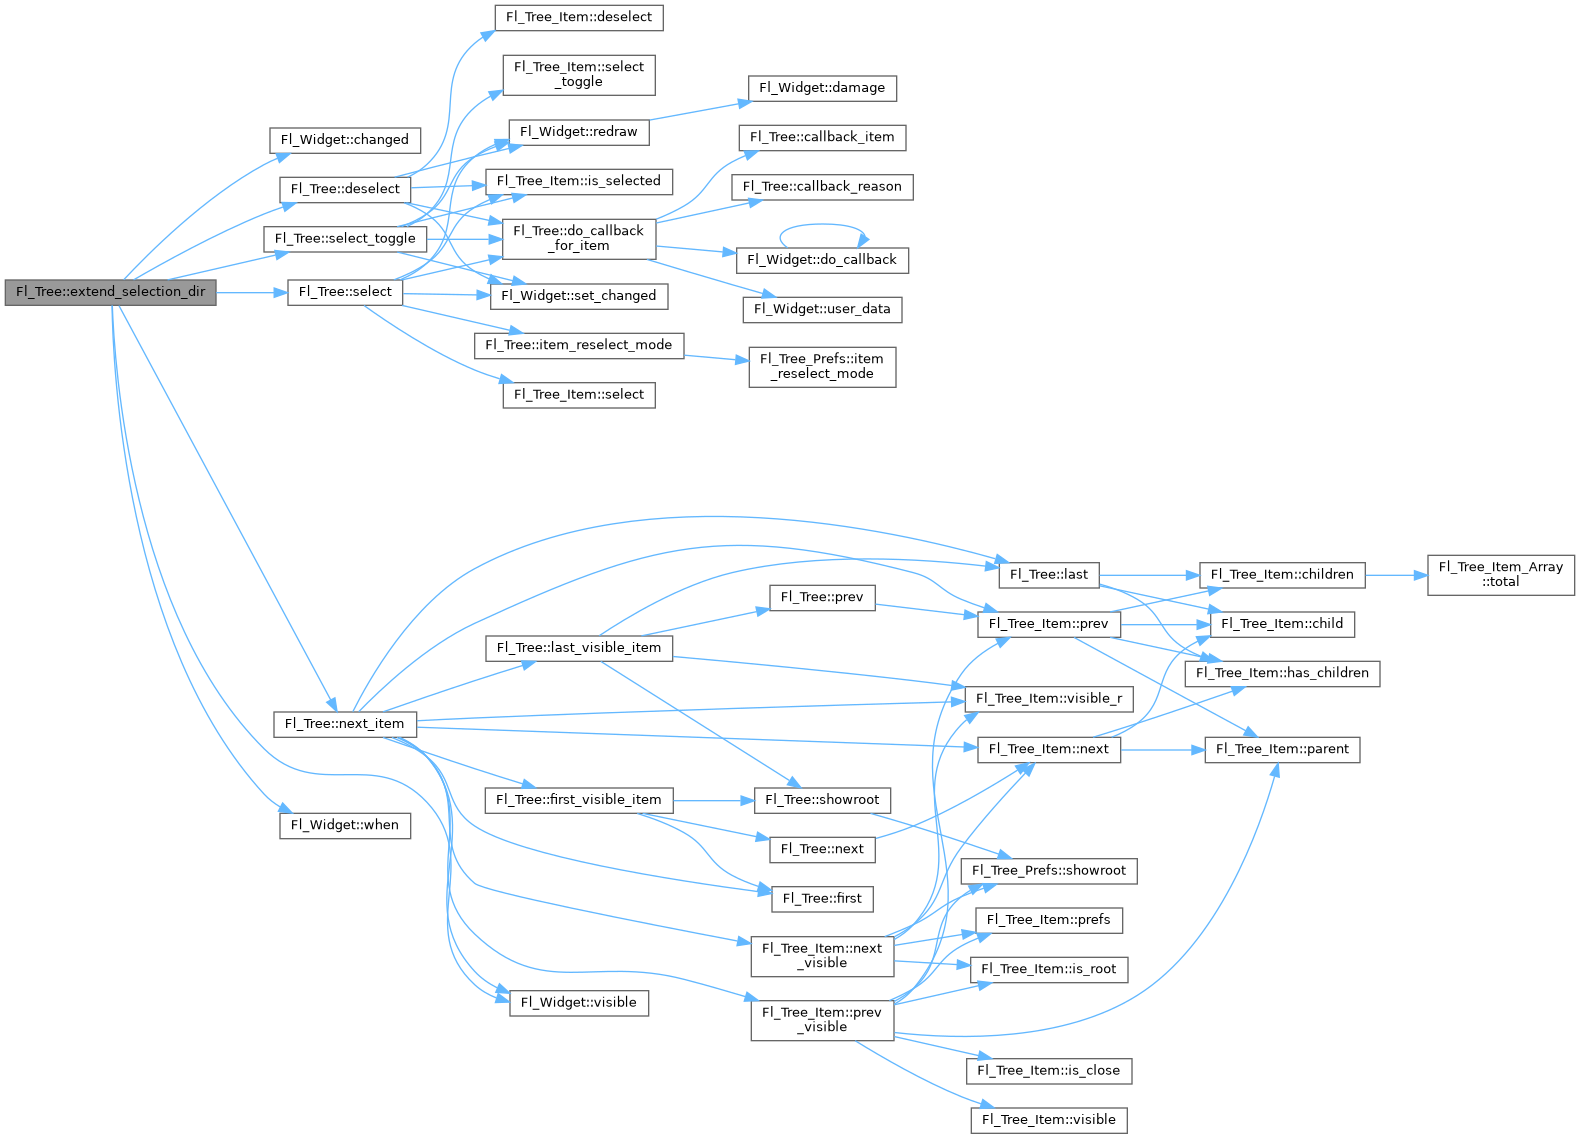 Fl_Tree::extend_selection_dir
Fl_Widget::changed
Fl_Tree::deselect
Fl_Tree::select_toggle
Fl_Tree::select
Fl_Tree::next_item
Fl_Widget::when
Fl_Tree_Item::deselect
Fl_Tree_Item::select
_toggle
Fl_Widget::redraw
Fl_Tree_Item::is_selected
Fl_Tree::do_callback
_for_item
Fl_Widget::set_changed
Fl_Tree::item_reselect_mode
Fl_Tree_Item::select
Fl_Tree::last_visible_item
Fl_Tree::first_visible_item
Fl_Widget::visible
Fl_Widget::damage
Fl_Tree::callback_item
Fl_Tree::callback_reason
Fl_Widget::do_callback
Fl_Widget::user_data
Fl_Tree_Prefs::item
_reselect_mode
Fl_Tree::prev
Fl_Tree::showroot
Fl_Tree::next
Fl_Tree::first
Fl_Tree_Item::next
_visible
Fl_Tree_Item::prev
_visible
Fl_Tree::last
Fl_Tree_Item::prev
Fl_Tree_Item::visible_r
Fl_Tree_Item::next
Fl_Tree_Prefs::showroot
Fl_Tree_Item::prefs
Fl_Tree_Item::is_root
Fl_Tree_Item::is_close
Fl_Tree_Item::visible
Fl_Tree_Item::children
Fl_Tree_Item::child
Fl_Tree_Item::has_children
Fl_Tree_Item::parent
Fl_Tree_Item_Array
::total